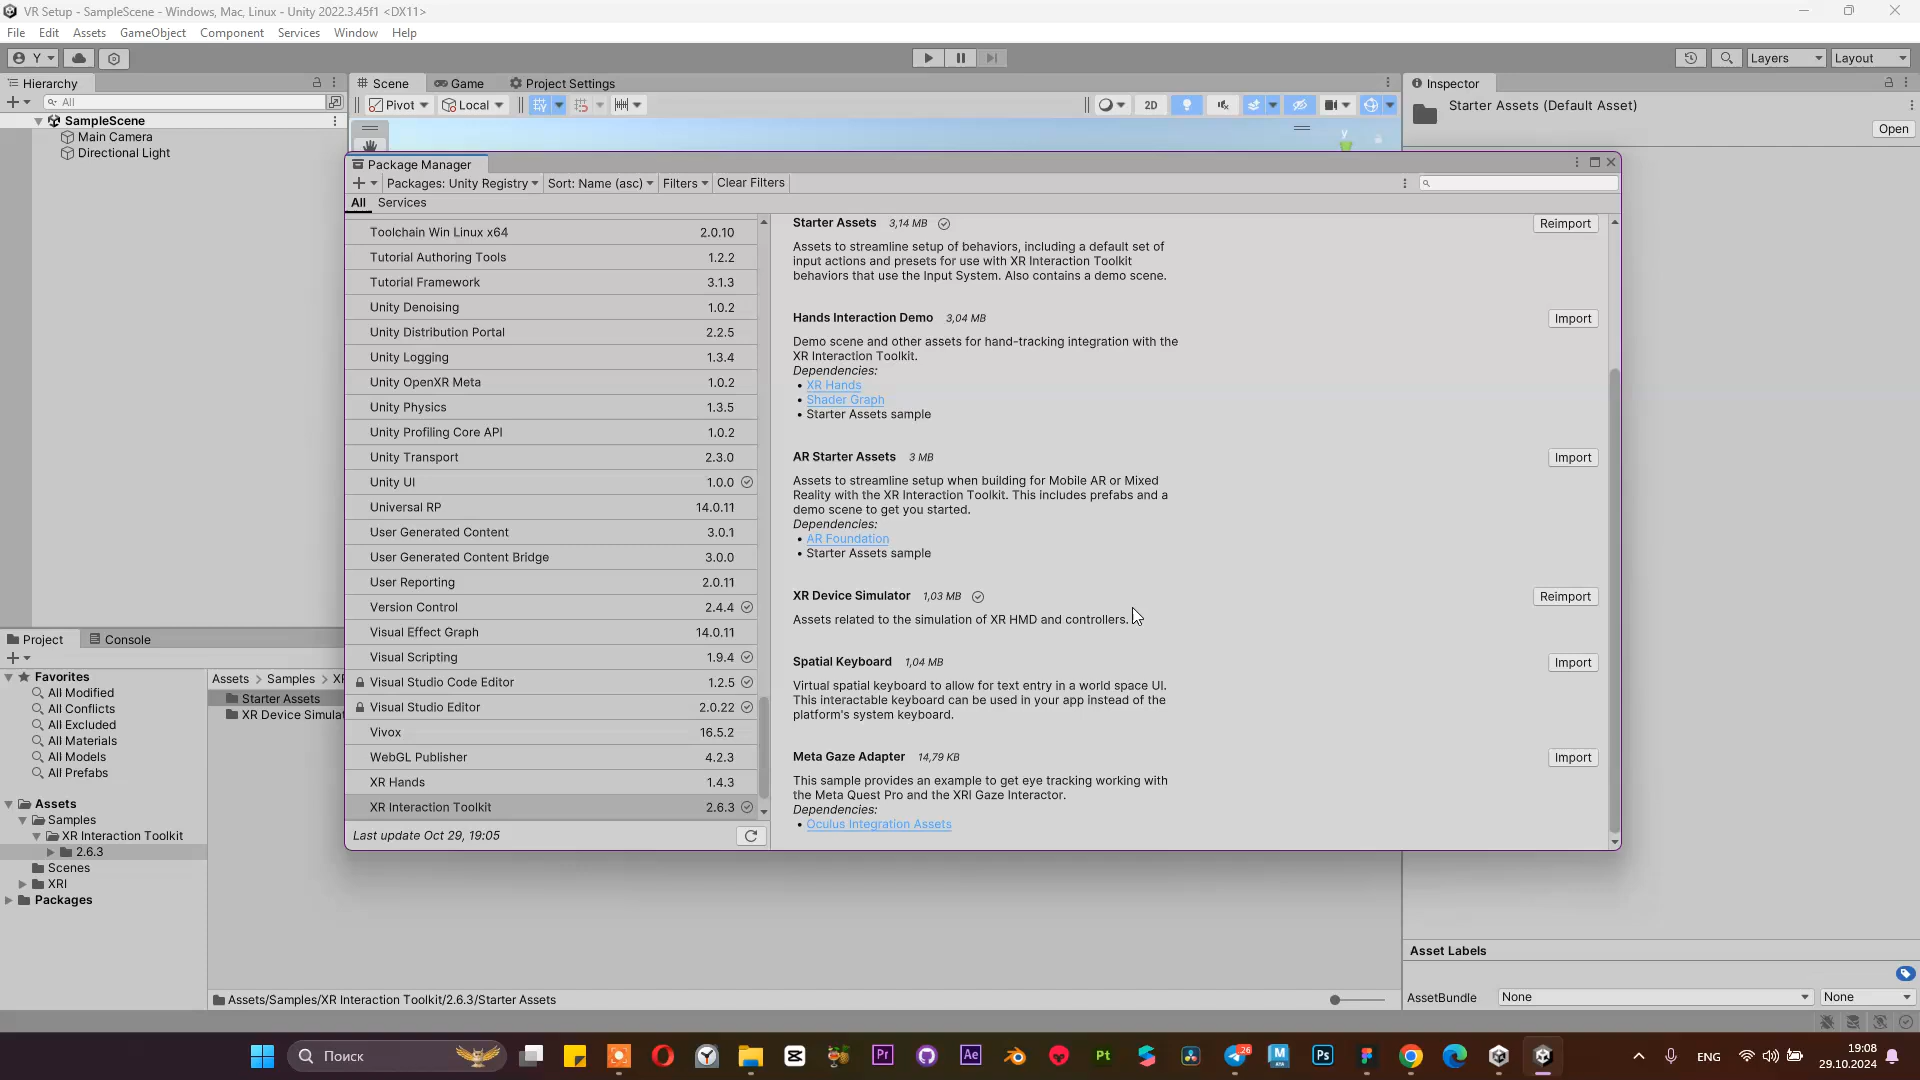 VR Setup - SampleScene - Windows, Mac, Linux - Unity 2022.3.45f1 <DX11>
File Edit Assets GameObject Component Services Window Help
Y
Layers Layout
Hierarchy
All
SampleScene
Main Camera
Directional Light
Scene Game Project Settings
Pivot Local 2D
y
Inspector
Starter Assets (Default Asset)
Open
Package Manager
Packages: Unity Registry Sort: Name (asc) Filters Clear Filters
All Services
Toolchain Win Linux x64 2.0.10
Tutorial Authoring Tools 1.2.2
Tutorial Framework 3.1.3
Unity Denoising 1.0.2
Unity Distribution Portal 2.2.5
Unity Logging 1.3.4
Unity OpenXR Meta 1.0.2
Unity Physics 1.3.5
Unity Profiling Core API 1.0.2
Unity Transport 2.3.0
Unity UI 1.0.0
Universal RP 14.0.11
User Generated Content 3.0.1
User Generated Content Bridge 3.0.0
User Reporting 2.0.11
Version Control 2.4.4
Visual Effect Graph 14.0.11
Visual Scripting 1.9.4
Visual Studio Code Editor 1.2.5
Visual Studio Editor 2.0.22
Vivox 16.5.2
WebGL Publisher 4.2.3
XR Hands 1.4.3
XR Interaction Toolkit 2.6.3
Last update Oct 29, 19:05
Starter Assets 3,14 MB Reimport
Assets to streamline setup of behaviors, including a default set of
input actions and presets for use with XR Interaction Toolkit
behaviors that use the Input System. Also contains a demo scene.
Hands Interaction Demo 3,04 MB Import
Demo scene and other assets for hand-tracking integration with the
XR Interaction Toolkit.
Dependencies:
• XR Hands
• Shader Graph
• Starter Assets sample
AR Starter Assets 3 MB Import
Assets to streamline setup when building for Mobile AR or Mixed
Reality with the XR Interaction Toolkit. This includes prefabs and a
demo scene to get you started.
Dependencies:
• AR Foundation
• Starter Assets sample
XR Device Simulator 1,03 MB Reimport
Assets related to the simulation of XR HMD and controllers.
Spatial Keyboard 1,04 MB Import
Virtual spatial keyboard to allow for text entry in a world space UI.
This interactable keyboard can be used in your app instead of the
platform's system keyboard.
Meta Gaze Adapter 14,79 KB Import
This sample provides an example to get eye tracking working with
the Meta Quest Pro and the XRI Gaze Interactor.
Dependencies:
• Oculus Integration Assets
Project Console
Favorites
All Modified
All Conflicts
All Excluded
All Materials
All Models
All Prefabs
Assets
Samples
XR Interaction Toolkit
2.6.3
Scenes
XRI
Packages
Assets > Samples > XR
Starter Assets
XR Device Simulat
Assets/Samples/XR Interaction Toolkit/2.6.3/Starter Assets
Asset Labels
AssetBundle None None
Поиск
Pr Ae Pt 26 M Ps
ENG
19:08
29.10.2024